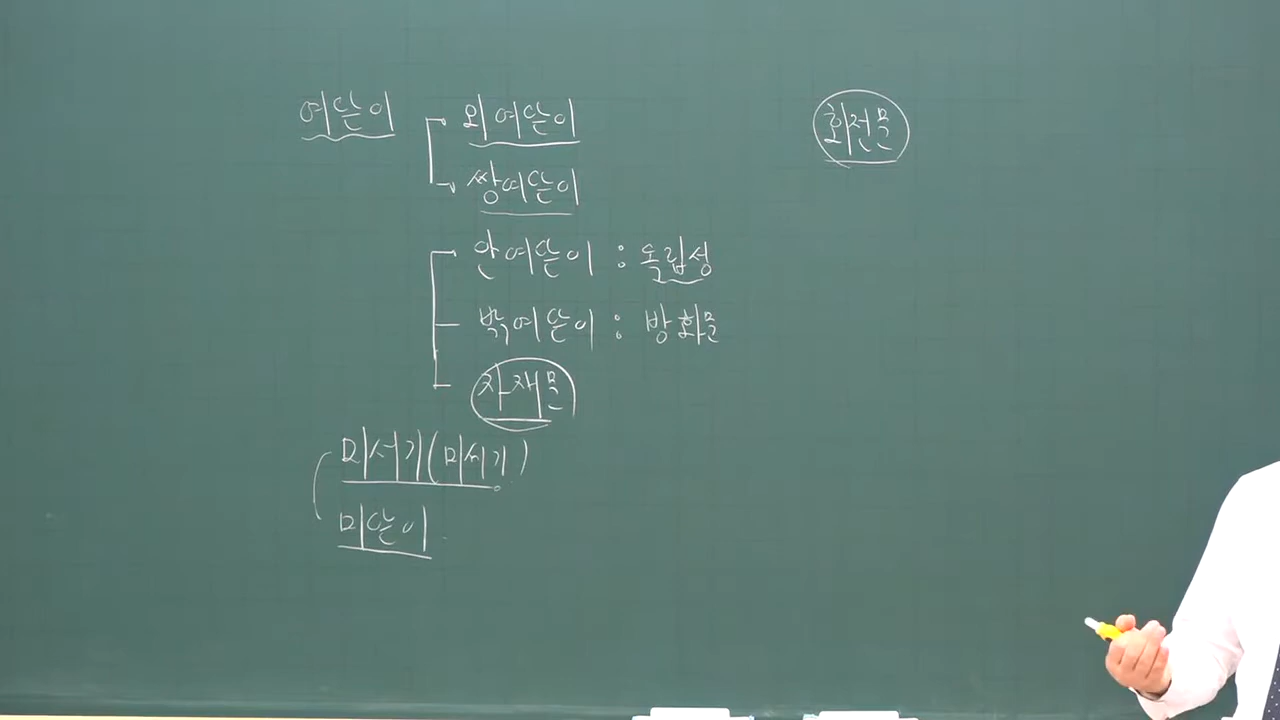 여닫이
외여닫이
쌍여닫이
안여닫이 : 독립성
밖여닫이 : 방화문
자재문
미서기(미세기)
미닫이
회전문